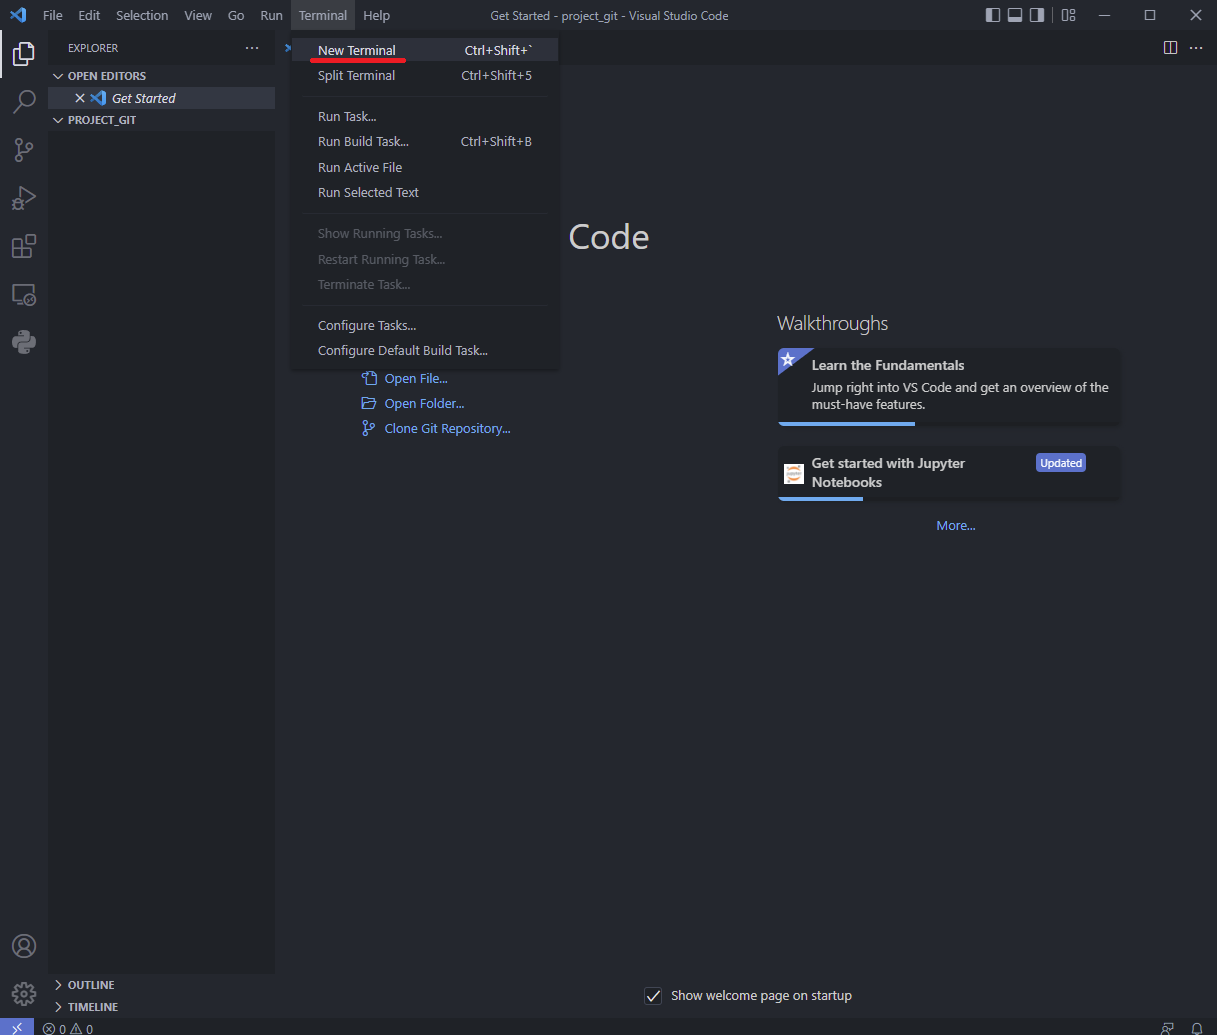 File Edit Selection View Go Run Terminal Help
Get Started - project_git - Visual Studio Code
EXPLORER
OPEN EDITORS
Get Started
PROJECT_GIT
New Terminal Ctrl+Shift+`
Split Terminal Ctrl+Shift+5
Run Task...
Run Build Task... Ctrl+Shift+B
Run Active File
Run Selected Text
Show Running Tasks...
Restart Running Task...
Terminate Task...
Configure Tasks...
Configure Default Build Task...
Code
Open File...
Open Folder...
Clone Git Repository...
Walkthroughs
Learn the Fundamentals
Jump right into VS Code and get an overview of the
must-have features.
Get started with Jupyter
Notebooks
Updated
More...
Show welcome page on startup
OUTLINE
TIMELINE
0 0